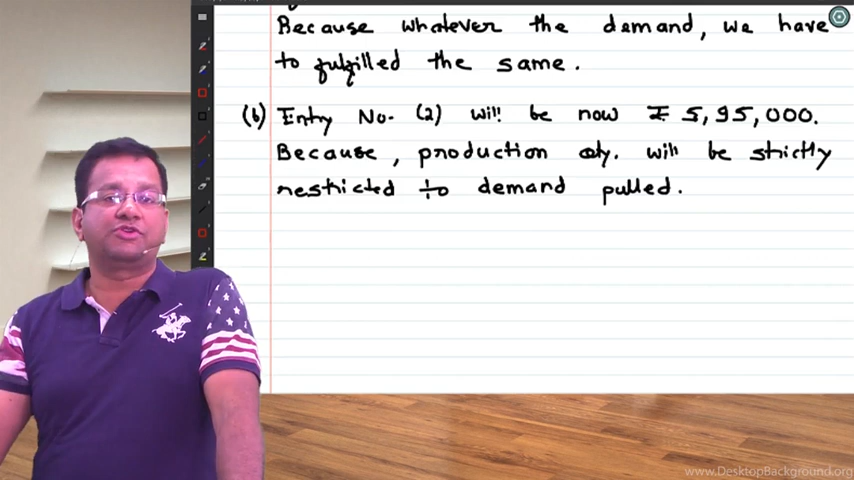 Because whatever the demand, we have
to fulfilled the same.
(b) Entry No. (2) will be now ₹ 5,95,000.
Because, production qty. will be strictly
restricted to demand pulled.
www.DesktopBackground.org